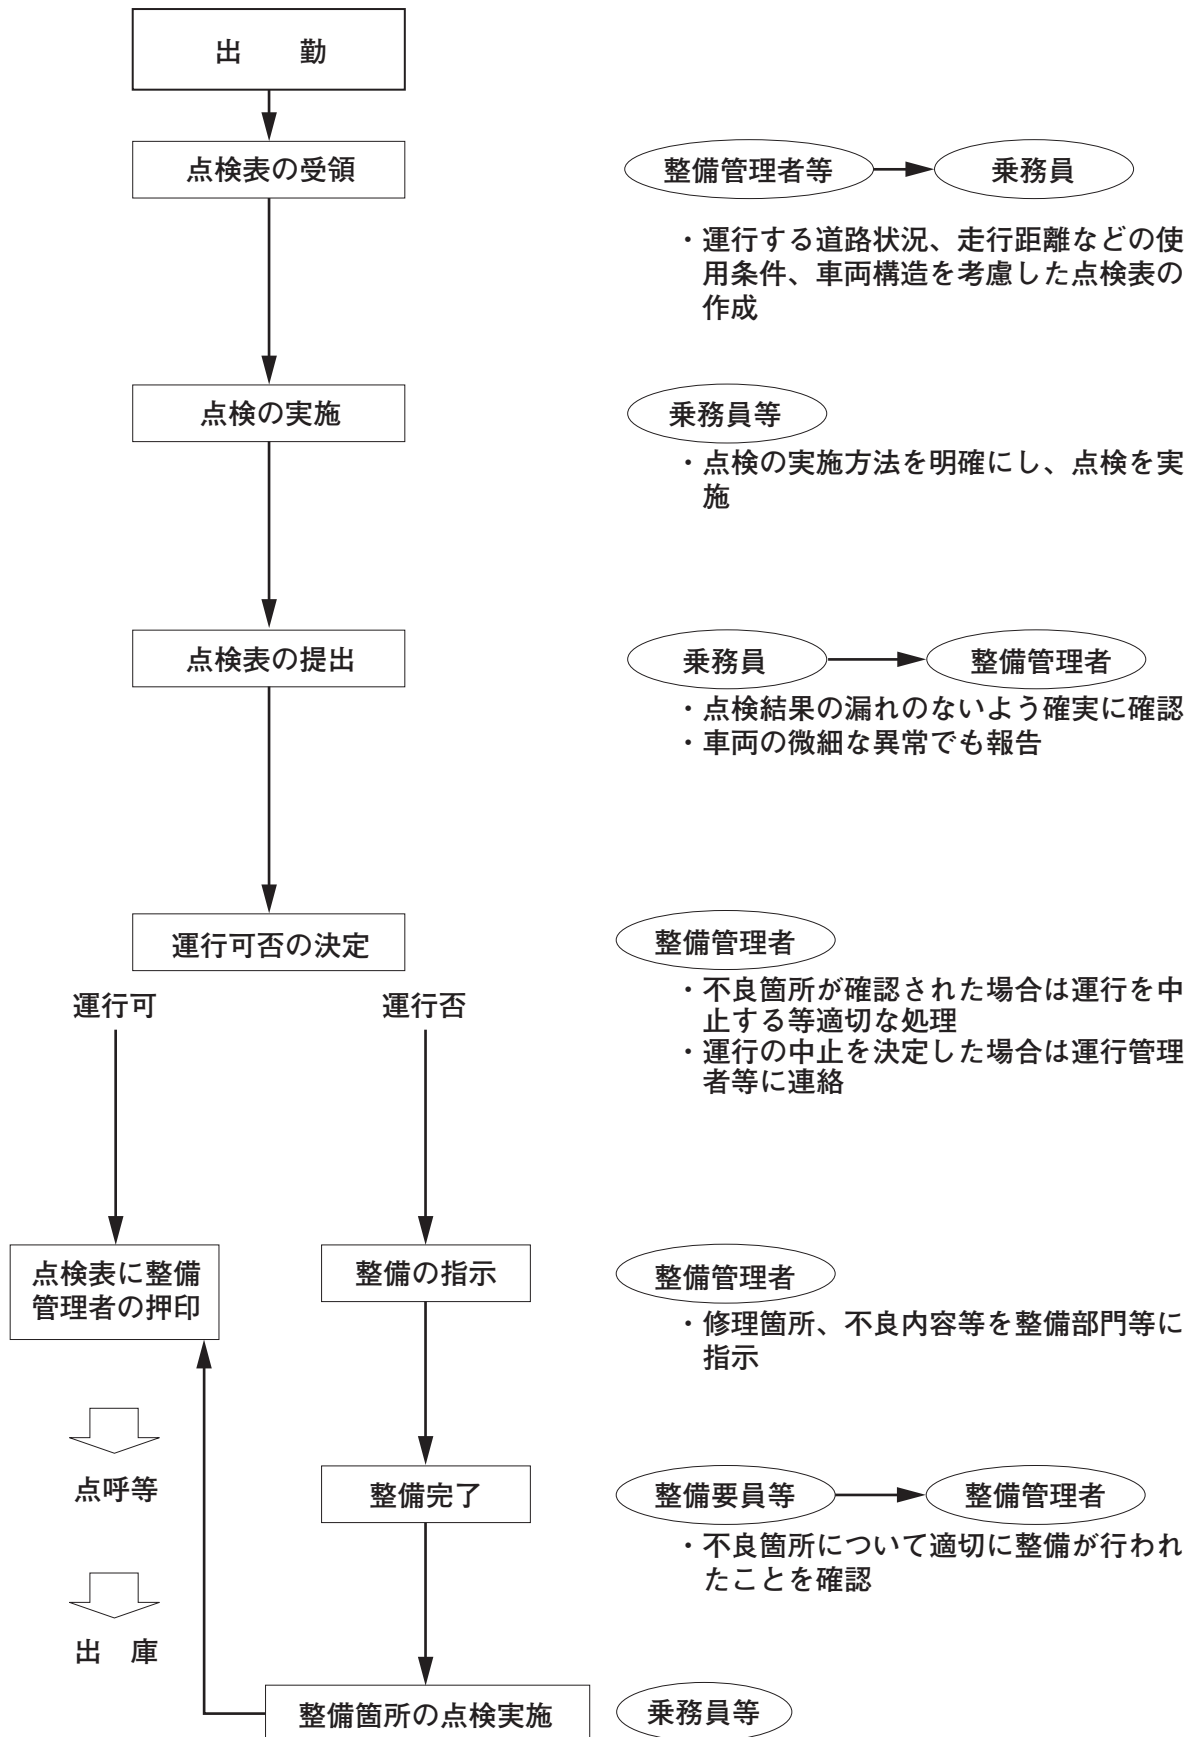 出　勤
点検表の受領
整備管理者等
乗務員
・運行する道路状況、走行距離などの使
用条件、車両構造を考慮した点検表の
作成
点検の実施
乗務員等
・点検の実施方法を明確にし、点検を実
施
点検表の提出
乗務員
整備管理者
・点検結果の漏れのないよう確実に確認
・車両の微細な異常でも報告
運行可否の決定
整備管理者
・不良箇所が確認された場合は運行を中
止する等適切な処理
・運行の中止を決定した場合は運行管理
者等に連絡
運行可
運行否
点検表に整備
管理者の押印
整備の指示
整備管理者
・修理箇所、不良内容等を整備部門等に
指示
点呼等
整備完了
整備要員等
整備管理者
・不良箇所について適切に整備が行われ
たことを確認
出　庫
整備箇所の点検実施
乗務員等